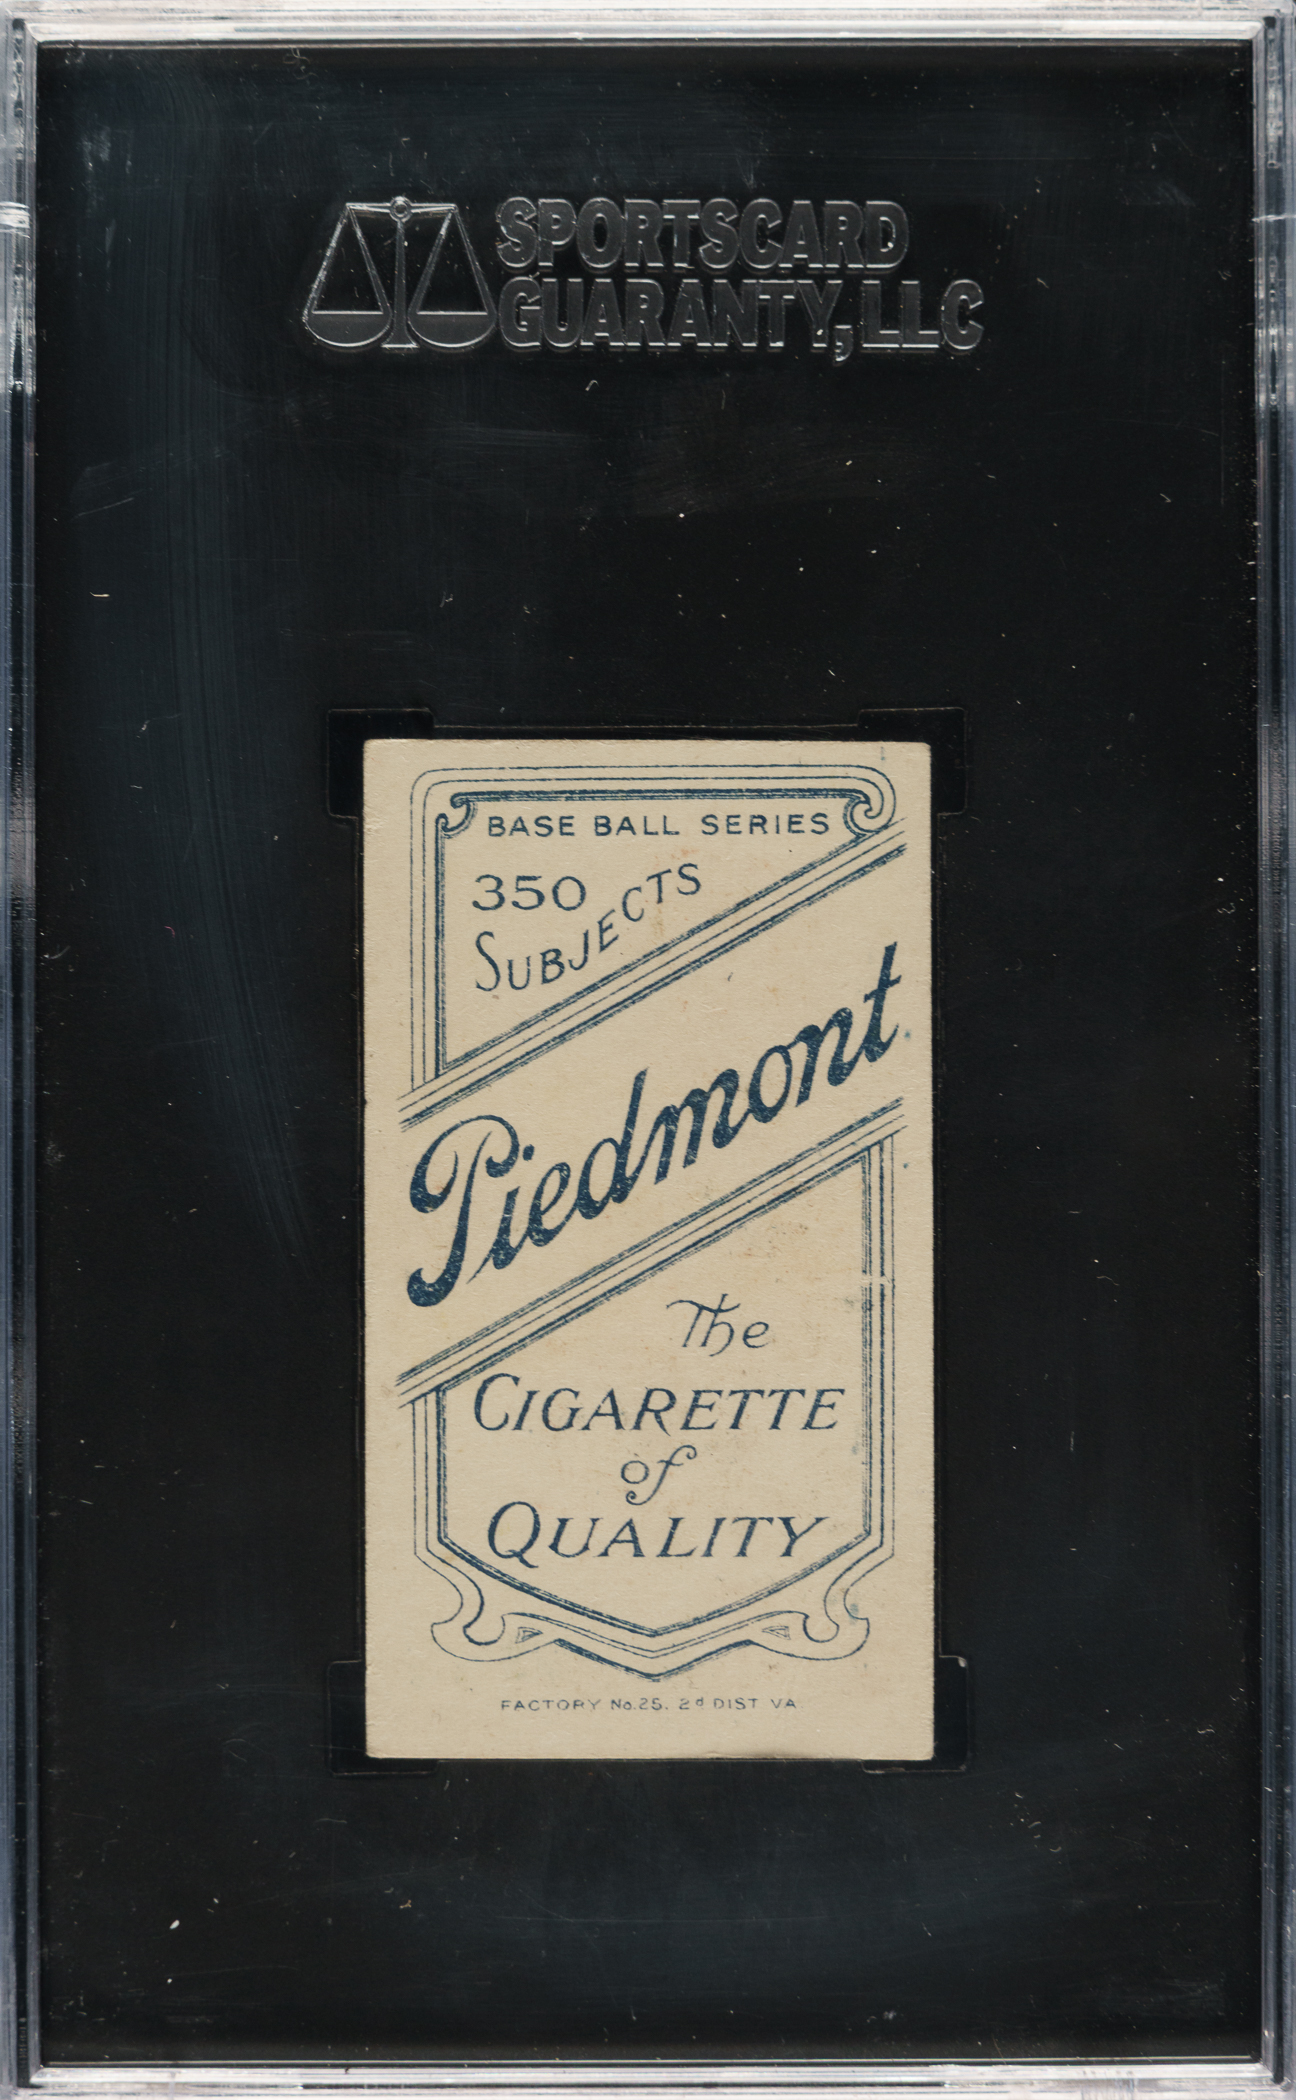 SPORTSCARD
GUARANTY, LLC
BASE BALL SERIES
350
SUBJECTS
Piedmont
The
CIGARETTE
of
QUALITY
FACTORY No. 25. 2d DIST VA